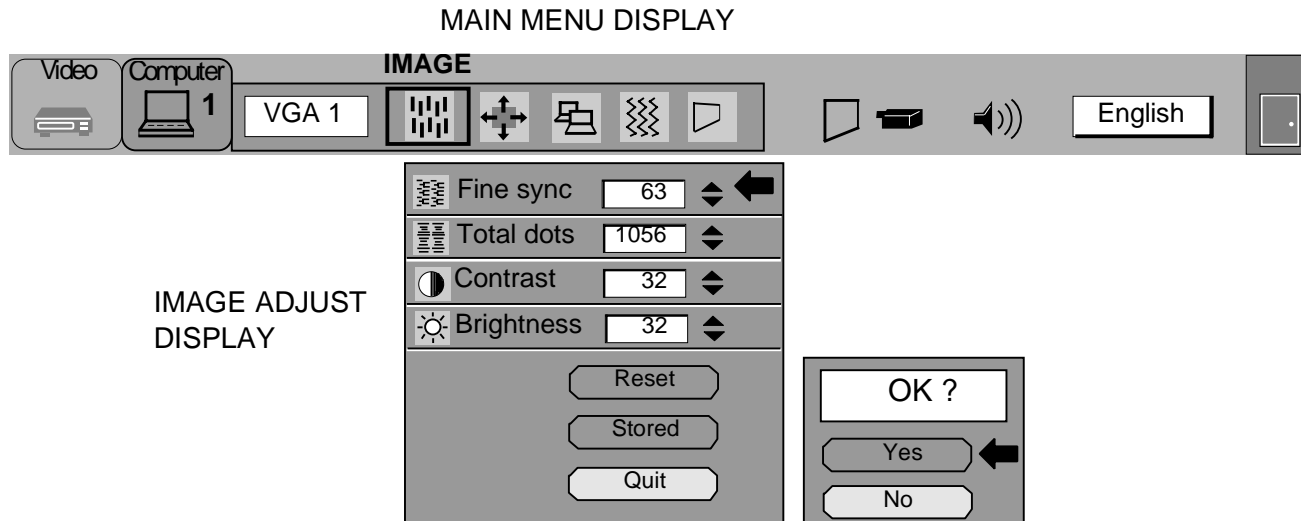 MAIN MENU DISPLAY
IMAGE
Video
Computer
1
VGA 1
English
Fine sync 63
Total dots 1056
Contrast 32
Brightness 32
IMAGE ADJUST
DISPLAY
Reset
Stored
Quit
OK ?
Yes
No